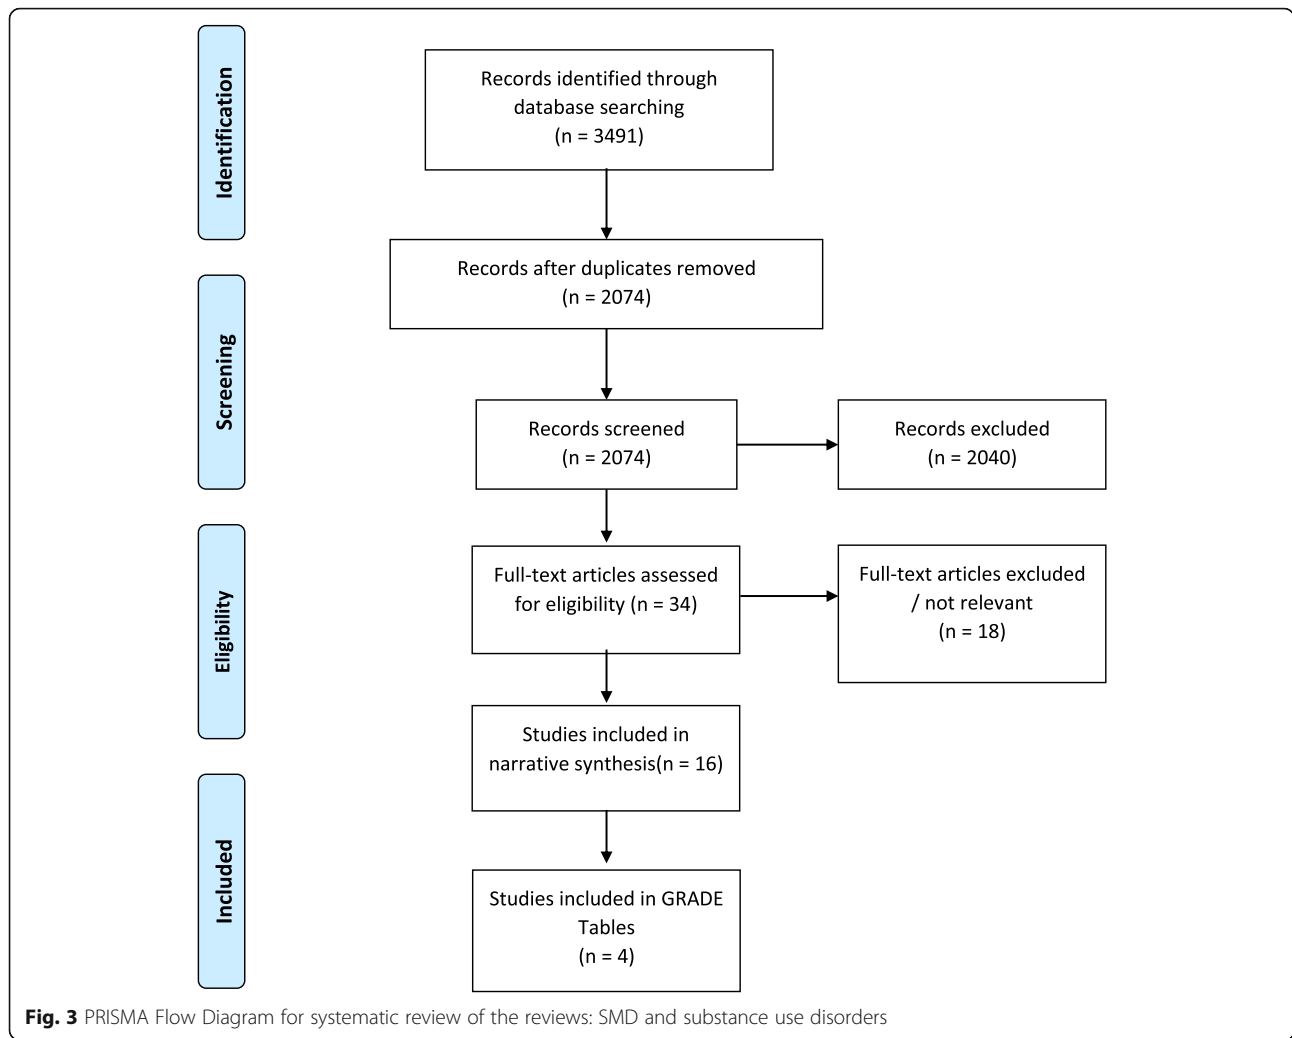 Identification
Records identified through
database searching
(n = 3491)
Records after duplicates removed
(n = 2074)
Screening
Records screened
(n = 2074)
Records excluded
(n = 2040)
Eligibility
Full-text articles assessed
for eligibility (n = 34)
Full-text articles excluded
/ not relevant
(n = 18)
Studies included in
narrative synthesis(n = 16)
Included
Studies included in GRADE
Tables
(n = 4)
Fig. 3 PRISMA Flow Diagram for systematic review of the reviews: SMD and substance use disorders